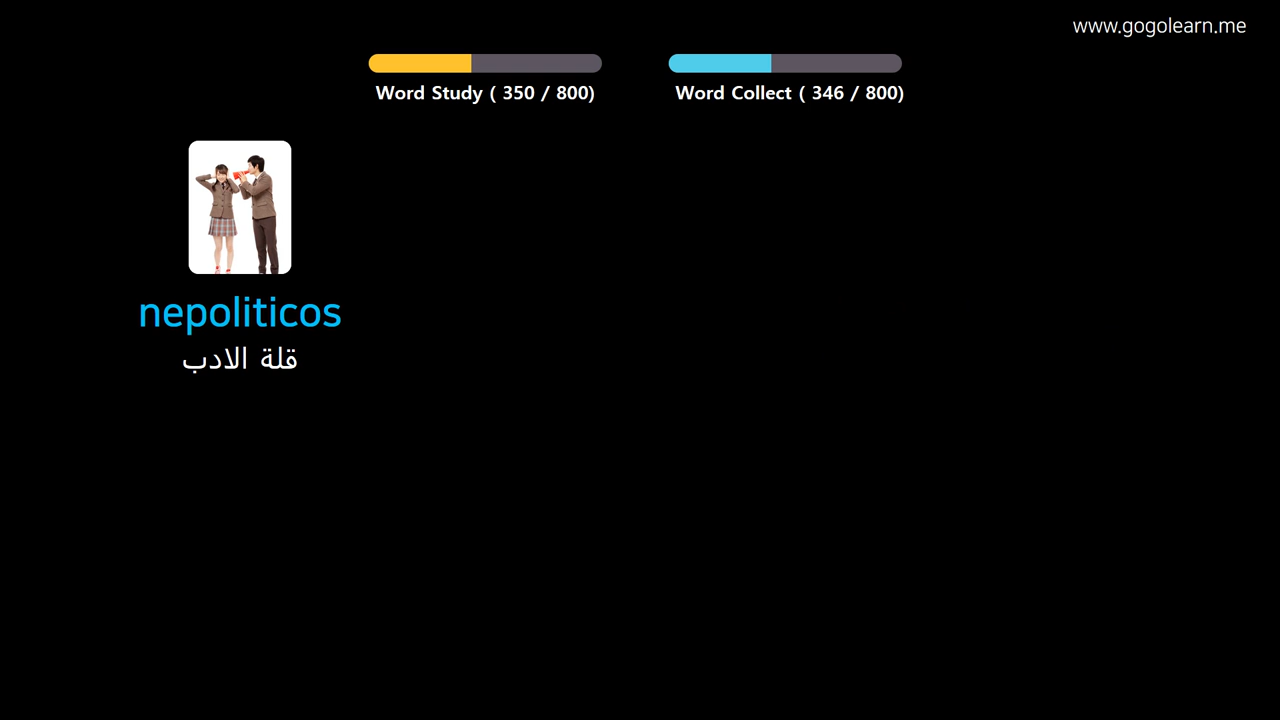 www.gogolearn.me
Word Study ( 350 / 800)
Word Collect ( 346 / 800)
nepoliticos
قلة الادب